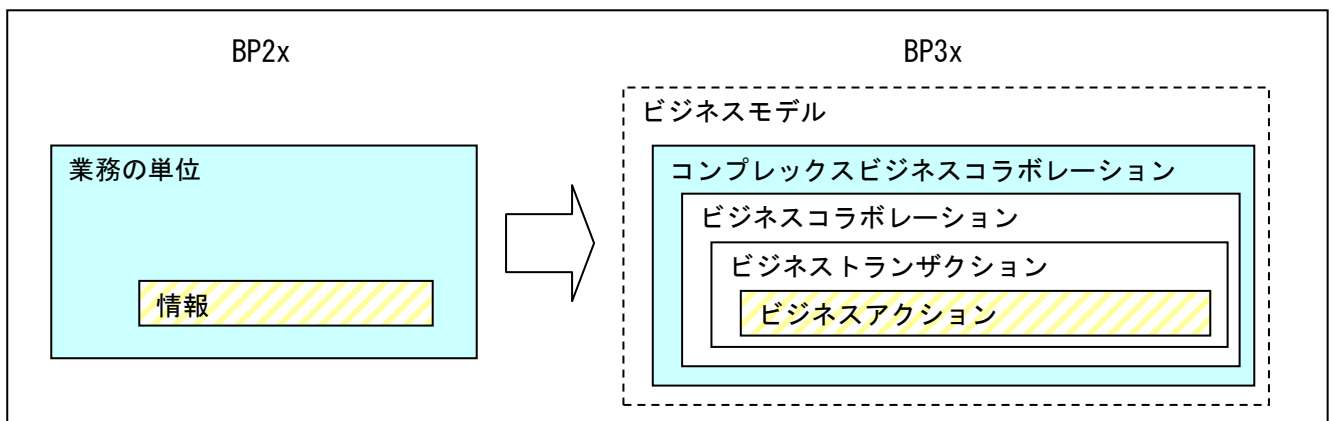 BP2x
BP3x
業務の単位
情報
ビジネスモデル
コンプレックスビジネスコラボレーション
ビジネスコラボレーション
ビジネストランザクション
ビジネスアクション